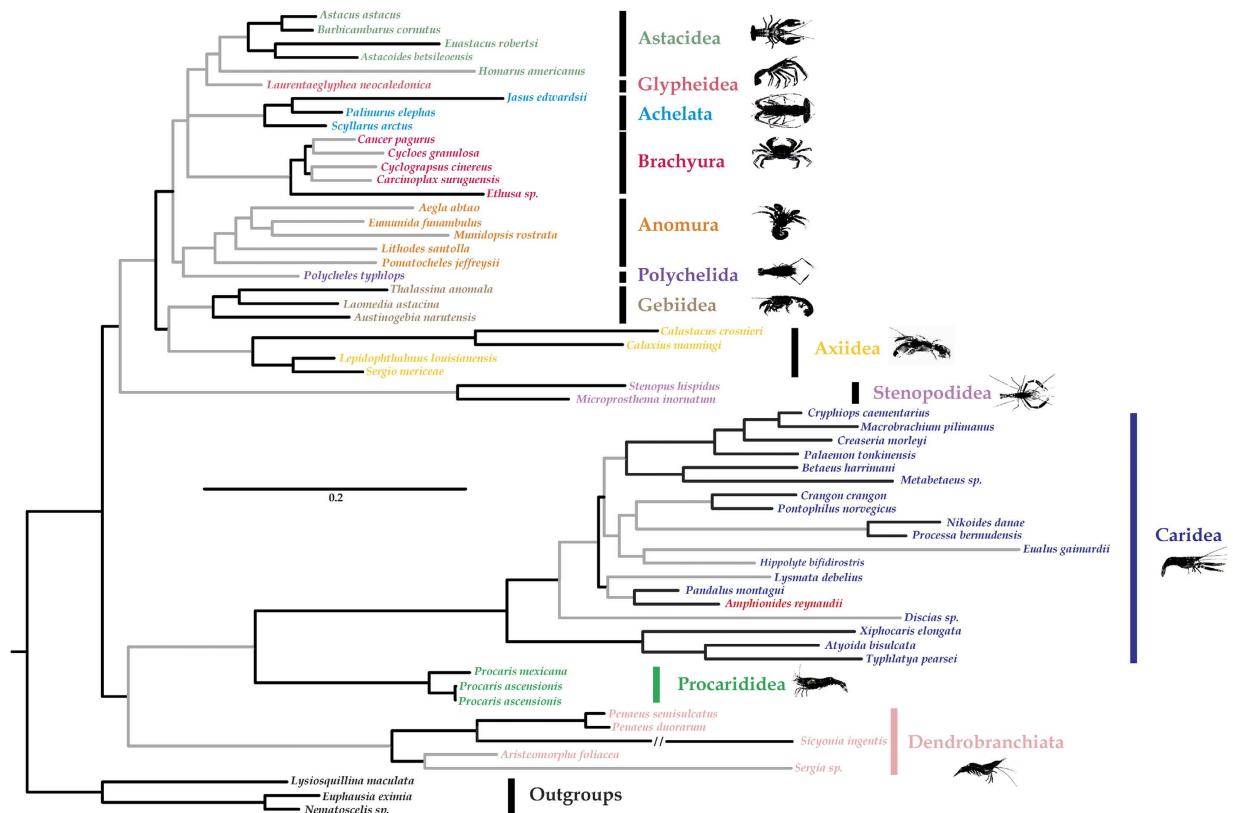 Astacus astacus
Barbicambarus cornutus
Euastacus robertsi
Astacoides betsileoensis
Homarus americanus
Astacidea
Laurentaeglyphea neocaledonica
Glypheidea
Jasus edwardsii
Palinurus elephas
Scyllarus arctus
Achelata
Cancer pagurus
Cycloes granulosa
Cyclograpsus cinereus
Carcinoplax suruguensis
Ethusa sp.
Brachyura
Aegla abtao
Eumunida funambulus
Munidopsis rostrata
Lithodes santolla
Pomatocheles jeffreysii
Anomura
Polycheles typhlops
Polychelida
Thalassina anomala
Laomedia astacina
Austinogebia narutensis
Gebiidea
Calastacus crosnieri
Calaxius manningi
Lepidophthalmus louisianensis
Sergio mericeae
Axiidea
Stenopus hispidus
Microprosthema inornatum
Stenopodidea
Cryphiops caementarius
Macrobrachium pilimanus
Creaseria morleyi
Palaemon tonkinensis
Betaeus harrimani
Metabetaeus sp.
0.2
Crangon crangon
Pontophilus norvegicus
Nikoides danae
Processa bermudensis
Eualus gaimardii
Hippolyte bifidirostris
Lysmata debelius
Pandalus montagui
Amphionides reynaudii
Discias sp.
Xiphocaris elongata
Atyoida bisulcata
Typhlatya pearsei
Caridea
Procaris mexicana
Procaris ascensionis
Procaris ascensionis
Procarididea
Penaeus semisulcatus
Penaeus duorarum
//
Sicyonia ingentis
Aristeomorpha foliacea
Sergia sp.
Dendrobranchiata
Lysiosquillina maculata
Euphausia eximia
Nematoscelis sp.
Outgroups